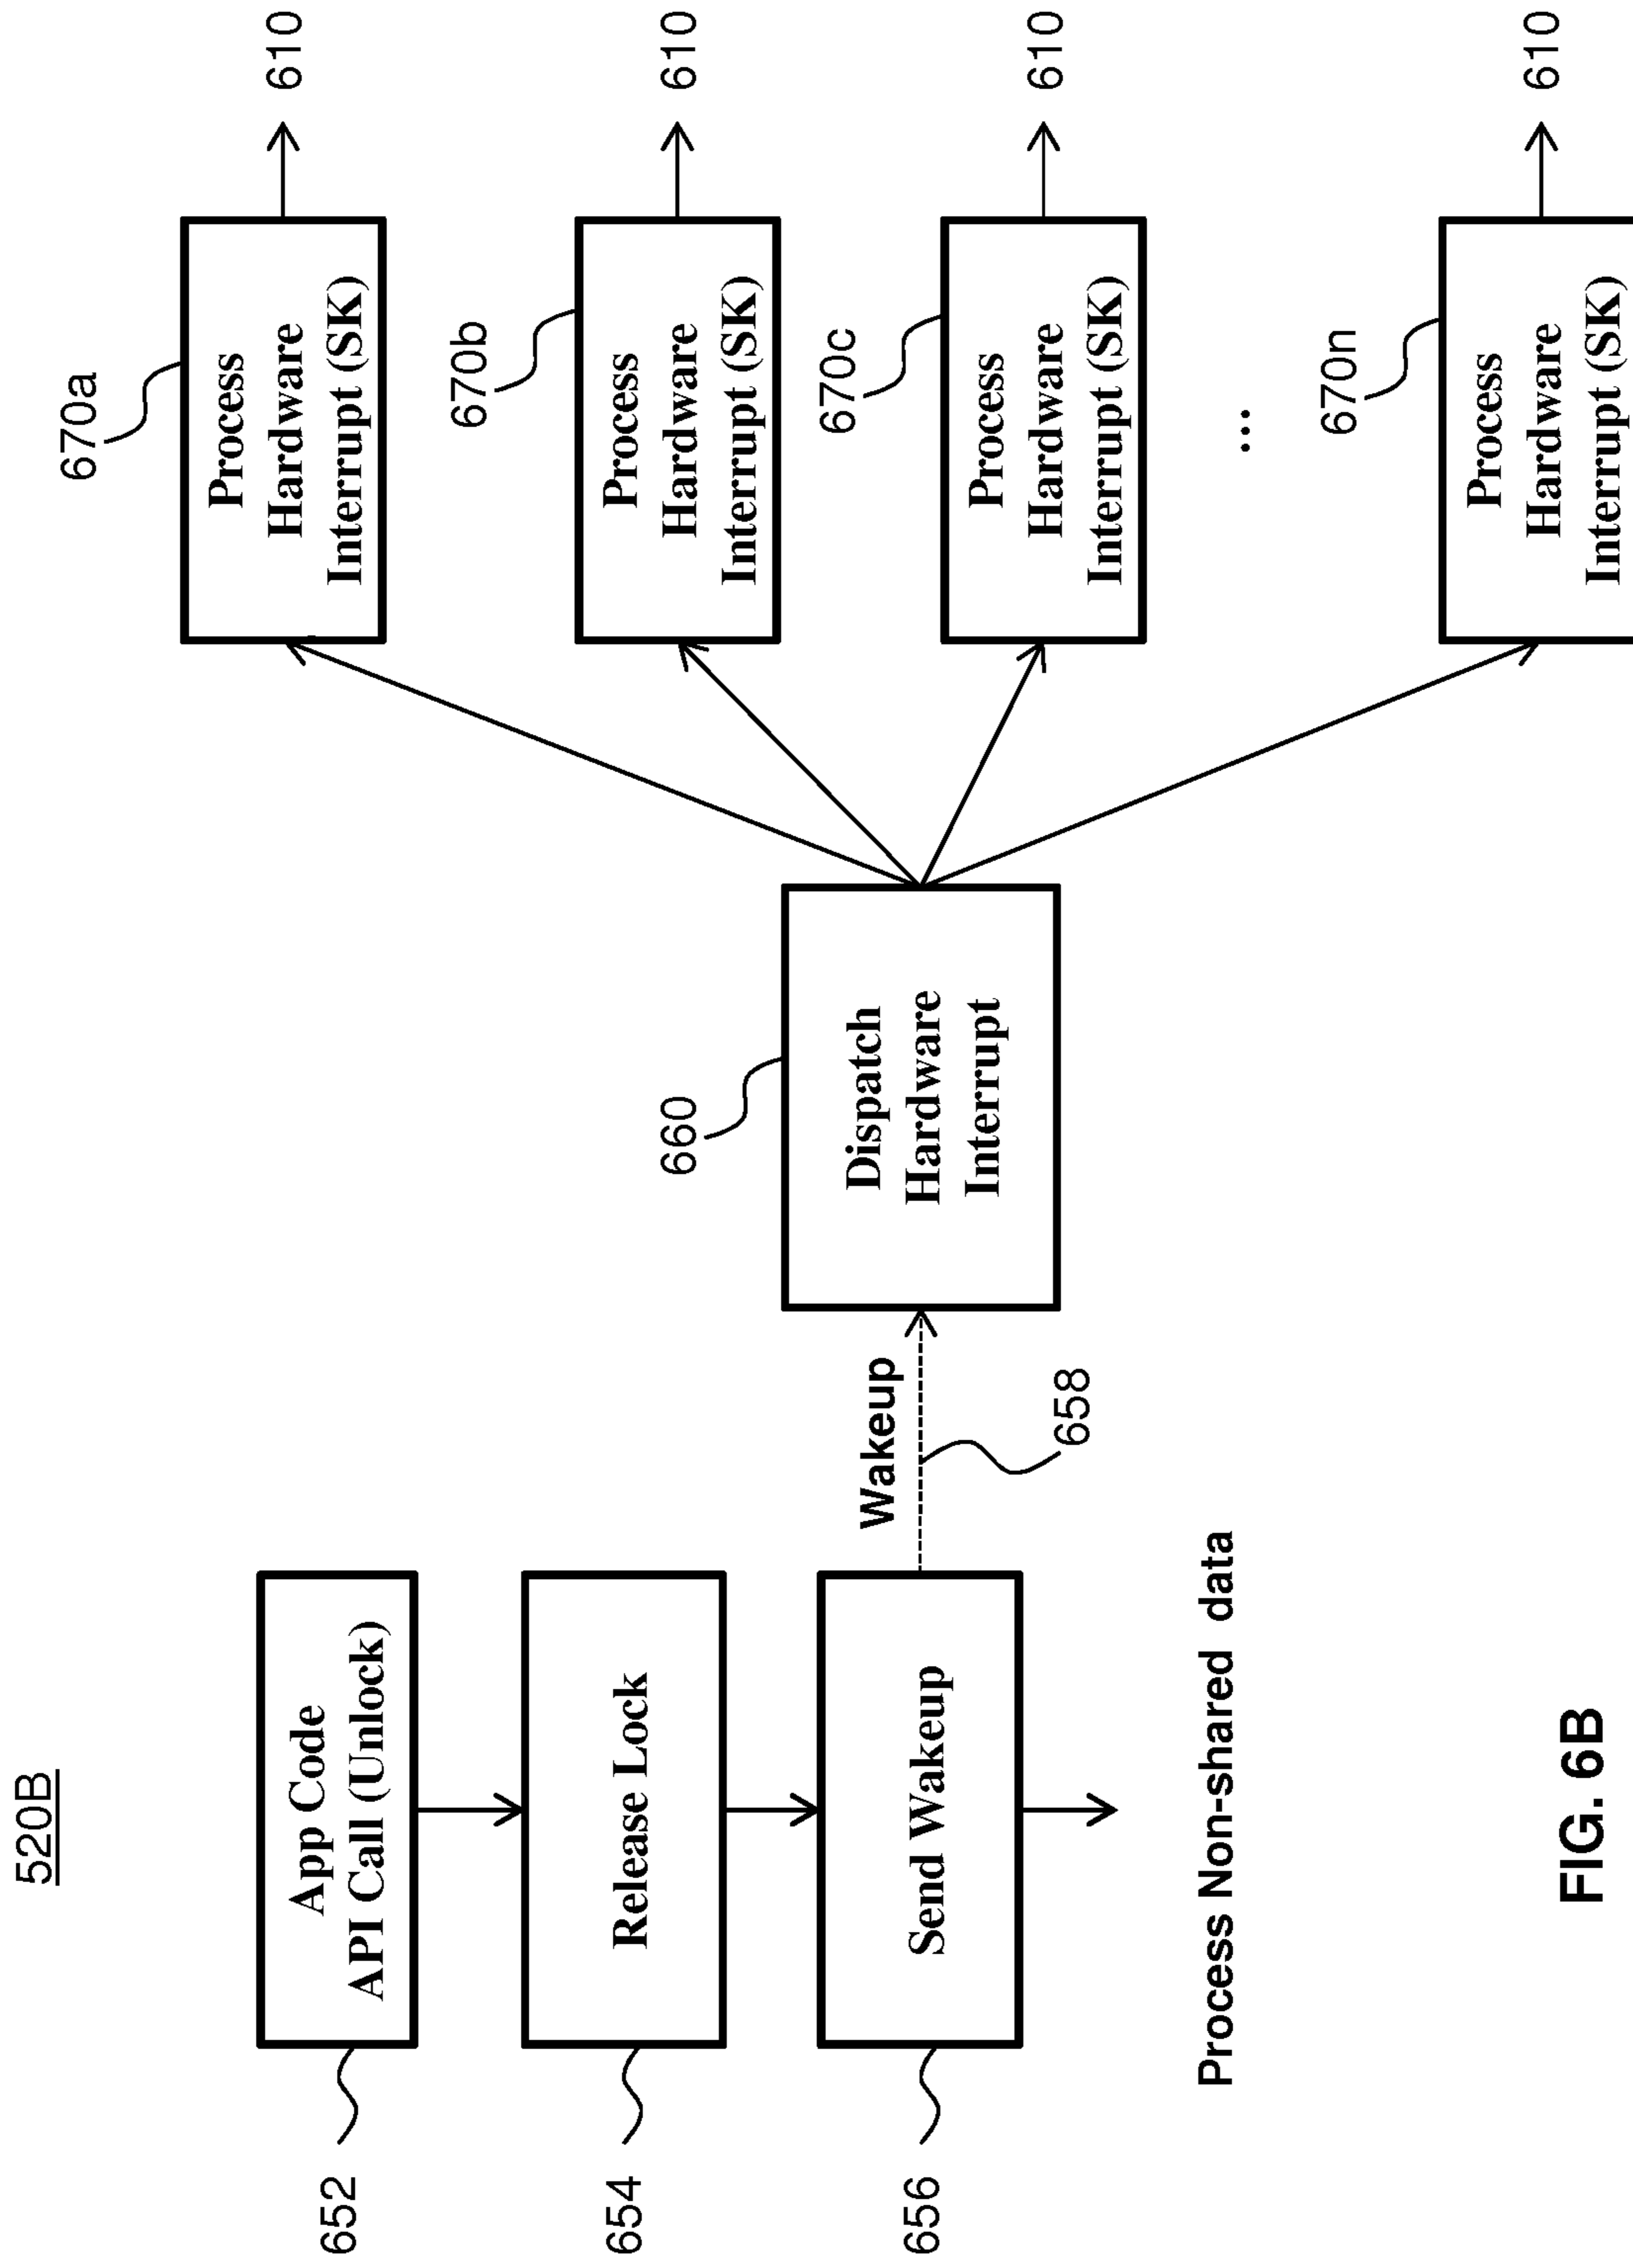 520B
652
App Code
API Call (Unlock)
654
Release Lock
656
Send Wakeup
Process Non-shared data
Wakeup
658
660
Dispatch
Hardware
Interrupt
670a
Process
Hardware
Interrupt (SK)
610
670b
Process
Hardware
Interrupt (SK)
610
670c
Process
Hardware
Interrupt (SK)
610
...
670n
Process
Hardware
Interrupt (SK)
610
FIG. 6B